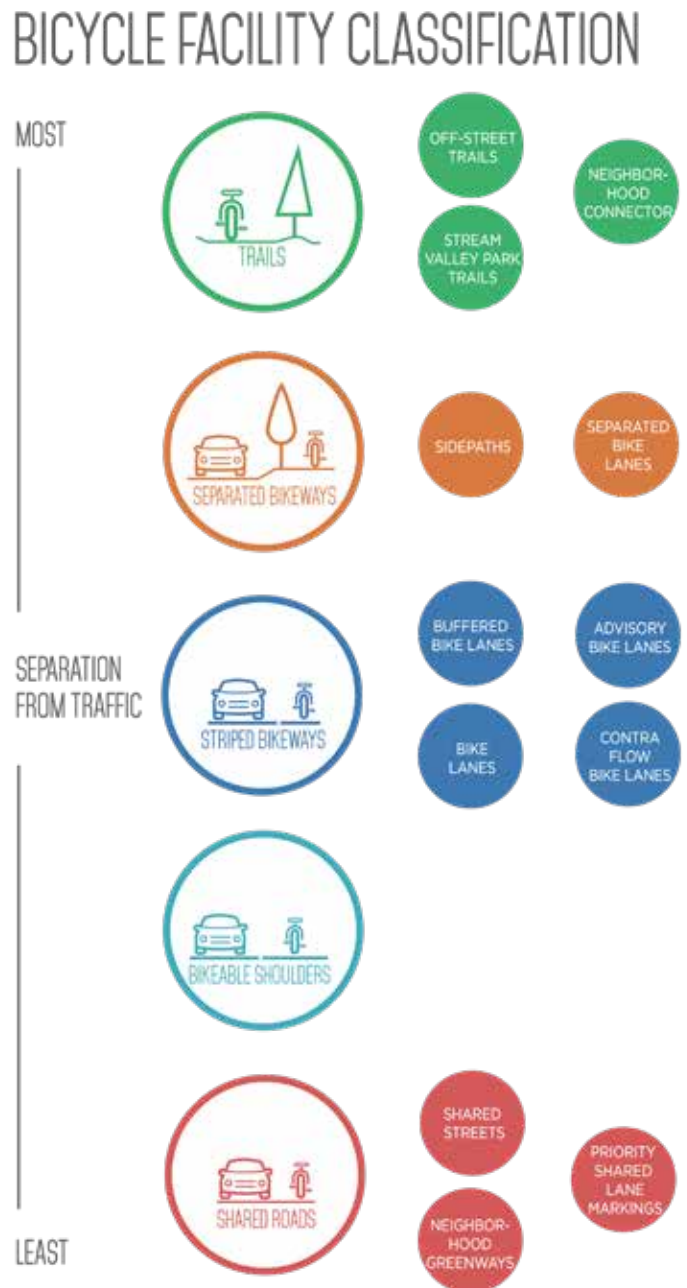 BICYCLE FACILITY CLASSIFICATION
MOST
TRAILS
OFF-STREET
TRAILS
STREAM
VALLEY PARK
TRAILS
NEIGHBOR-
HOOD
CONNECTOR
SEPARATED BIKEWAYS
SIDEPATHS
SEPARATED
BIKE
LANES
SEPARATION
FROM TRAFFIC
STRIPED BIKEWAYS
BUFFERED
BIKE LANES
ADVISORY
BIKE LANES
BIKE
LANES
CONTRA
FLOW
BIKE LANES
BIKEABLE SHOULDERS
SHARED ROADS
SHARED
STREETS
PRIORITY
SHARED
LANE
MARKINGS
NEIGHBOR-
HOOD
GREENWAYS
LEAST